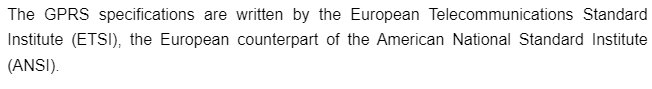 The GPRS specifications are written by the European Telecommunications Standard
Institute (ETSI), the European counterpart of the American National Standard Institute
(ANSI).